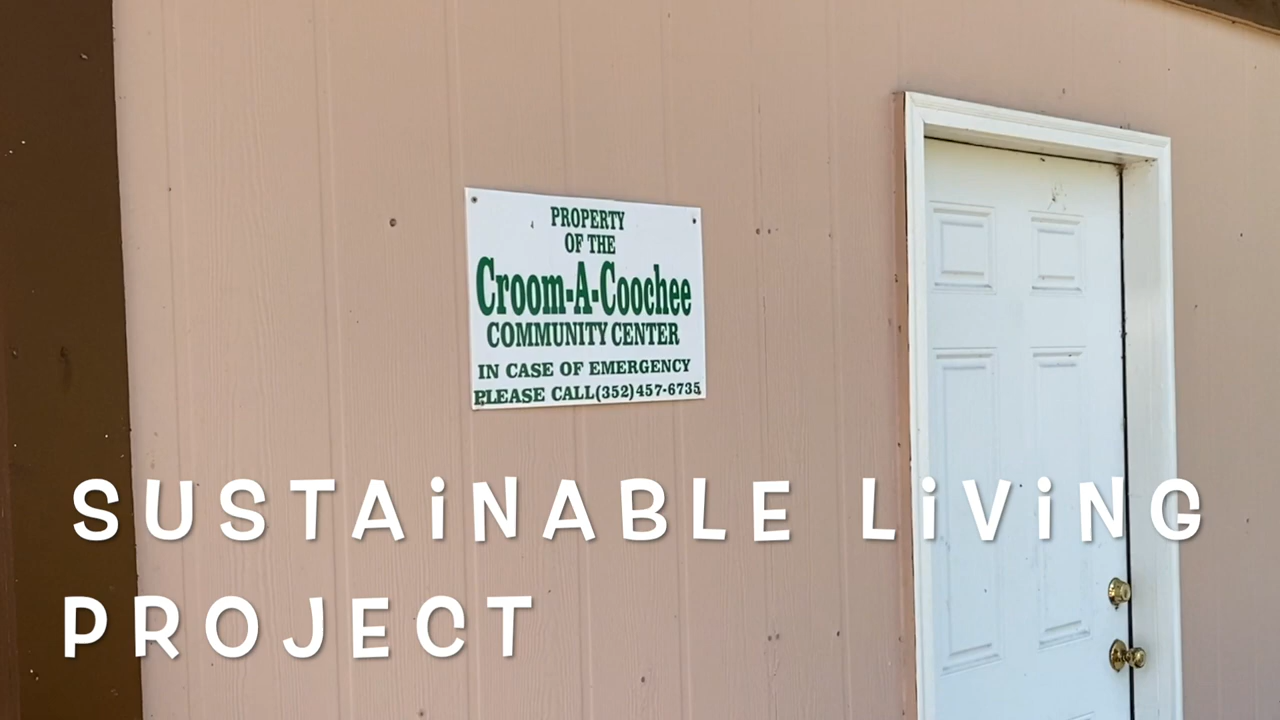 PROPERTY
OF THE
Croom-A-Coochee
COMMUNITY CENTER
IN CASE OF EMERGENCY
PLEASE CALL(352)457-6735
SUSTAiNABLE LiViNG
PROJECT